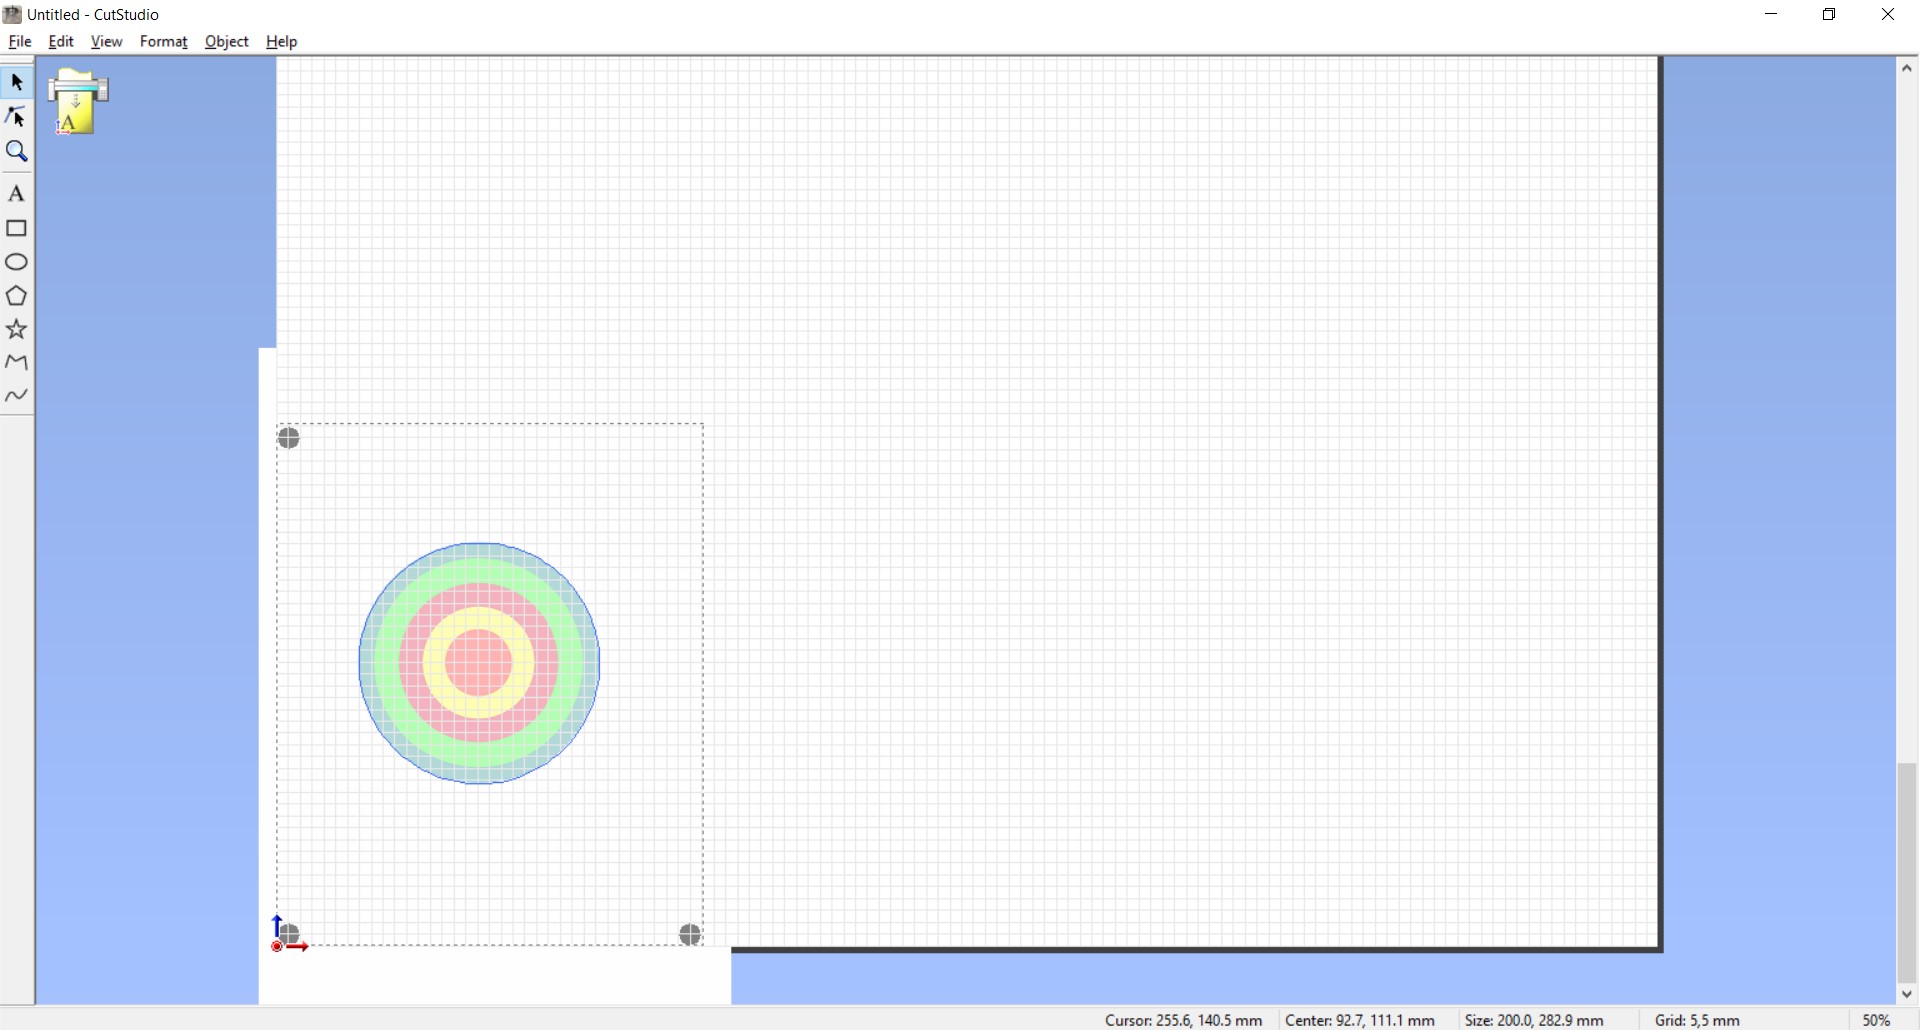 Untitled - CutStudio
File Edit View Format Object Help
A
A
Cursor: 255.6, 140.5 mm Center: 92.7, 111.1 mm Size: 200.0, 282.9 mm Grid: 5,5 mm 50%